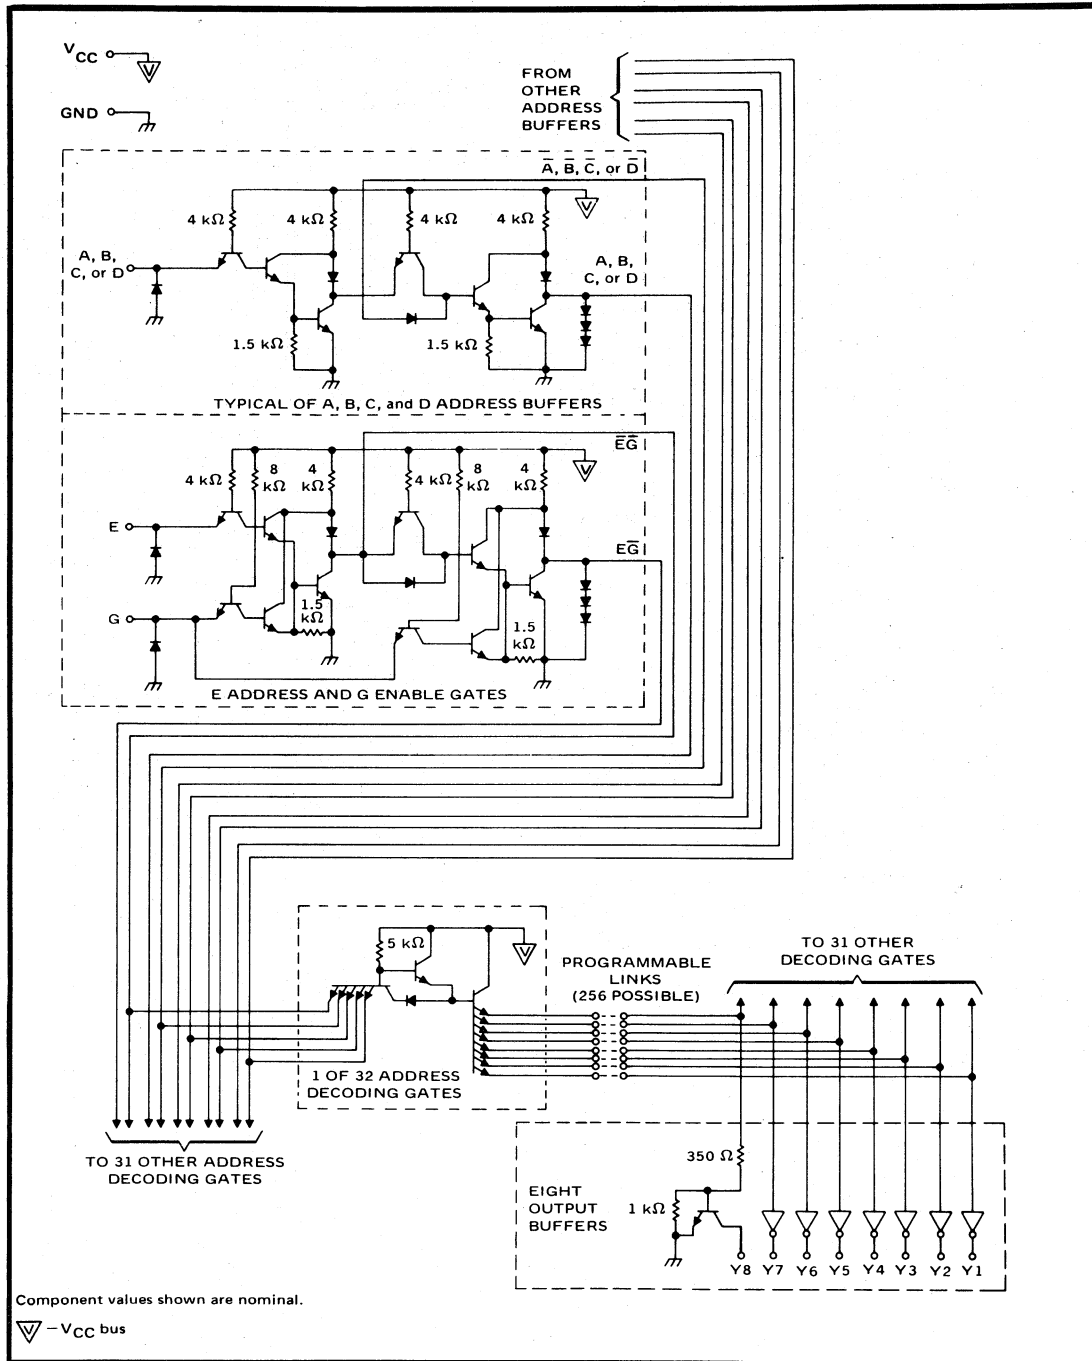 VCC
V
GND
FROM
OTHER
ADDRESS
BUFFERS
A̅, B̅, C̅, or D̅
4 kΩ
4 kΩ
4 kΩ
4 kΩ
V
A, B,
C, or D
A, B,
C, or D
1.5 kΩ
1.5 kΩ
TYPICAL OF A, B, C, and D ADDRESS BUFFERS
E̅G̅
4 kΩ
8
kΩ
4
kΩ
4 kΩ
8
kΩ
4
kΩ
V
E
EG̅
G
1.5
kΩ
1.5
kΩ
E ADDRESS AND G ENABLE GATES
5 kΩ
V
PROGRAMMABLE
LINKS
(256 POSSIBLE)
TO 31 OTHER
DECODING GATES
1 OF 32 ADDRESS
DECODING GATES
TO 31 OTHER ADDRESS
DECODING GATES
EIGHT
OUTPUT
BUFFERS
350 Ω
1 kΩ
Y8 Y7 Y6 Y5 Y4 Y3 Y2 Y1
Component values shown are nominal.
V – VCC bus